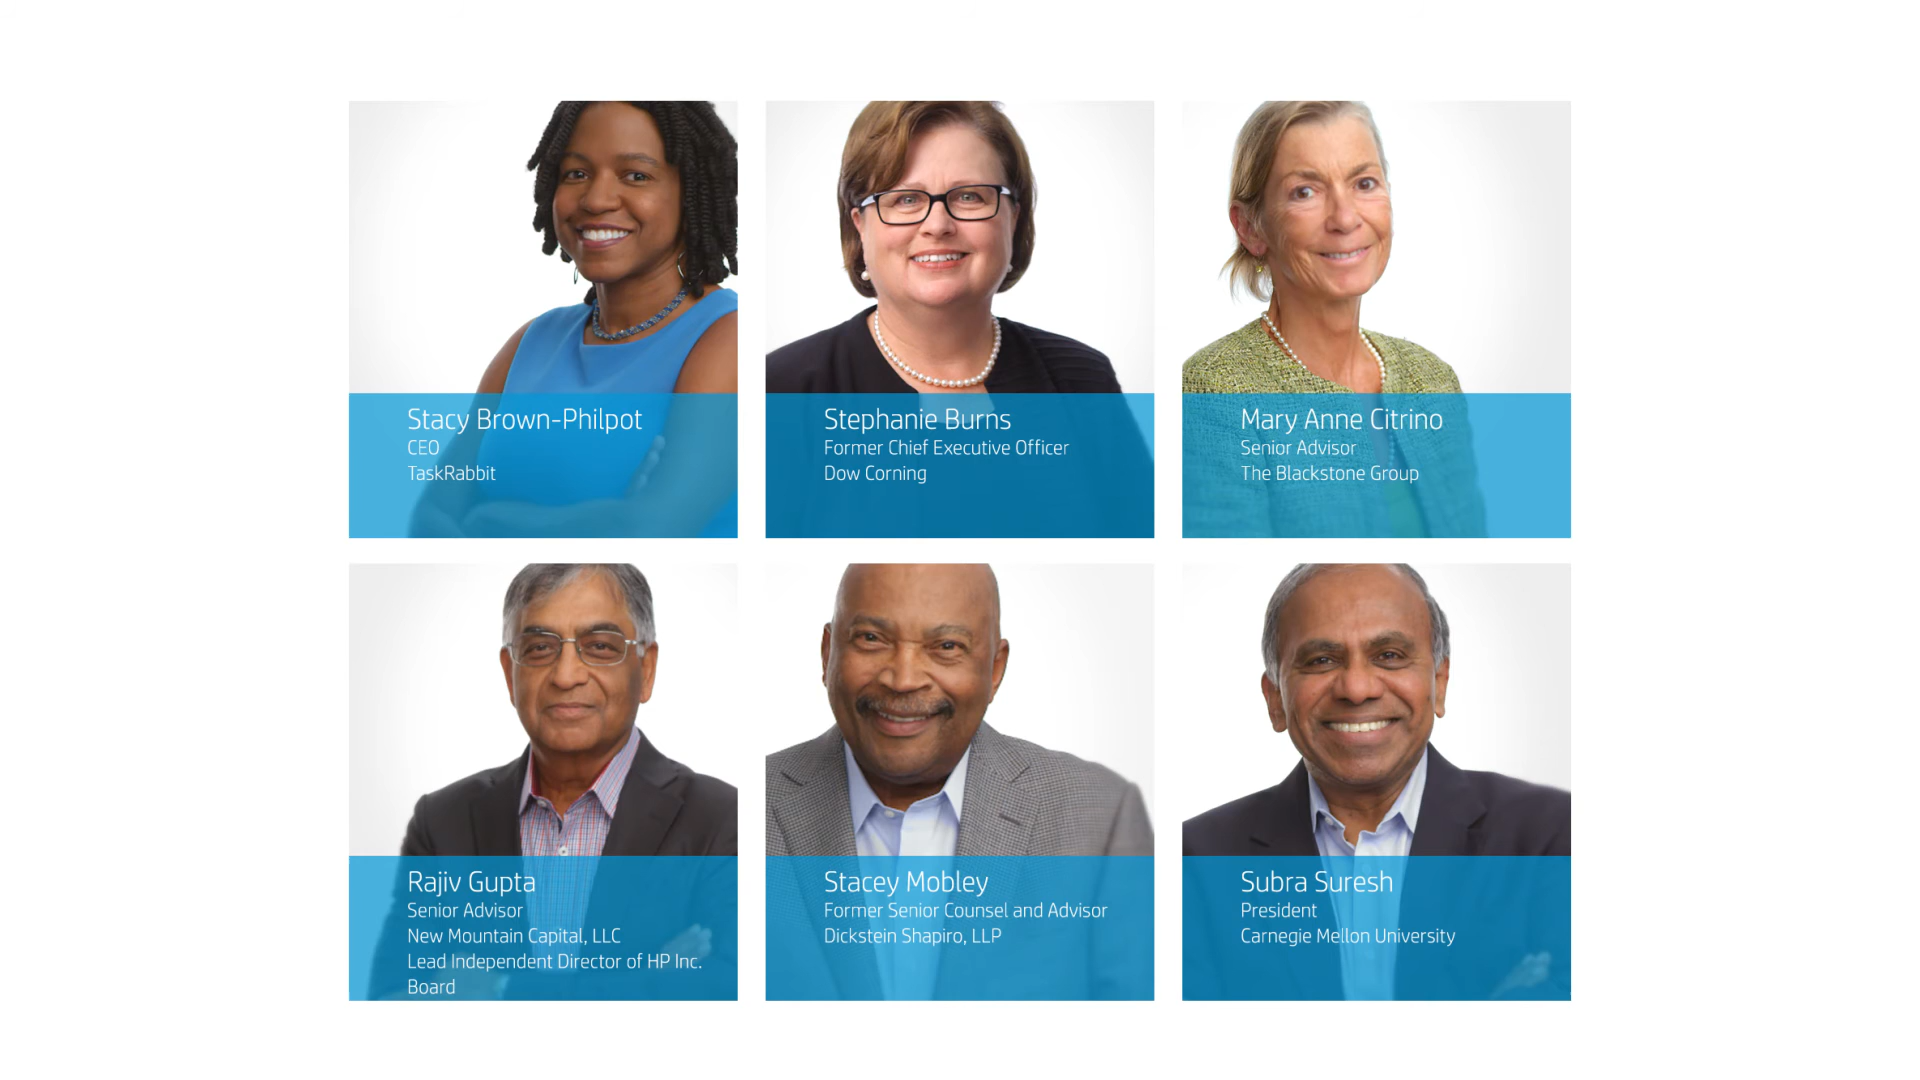 Stacy Brown-Philpot
CEO
TaskRabbit
Stephanie Burns
Former Chief Executive Officer
Dow Corning
Mary Anne Citrino
Senior Advisor
The Blackstone Group
Rajiv Gupta
Senior Advisor
New Mountain Capital, LLC
Lead Independent Director of HP Inc.
Board
Stacey Mobley
Former Senior Counsel and Advisor
Dickstein Shapiro, LLP
Subra Suresh
President
Carnegie Mellon University